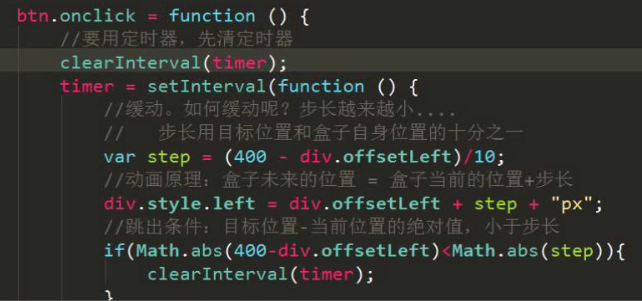 btn.onclick = function () {
//要用定时器，先清定时器
clearInterval(timer);
timer = setInterval(function () {
//缓动。如何缓动呢？步长越来越小....
// 步长用目标位置和盒子自身位置的十分之一
var step = (400 - div.offsetLeft)/10;
//动画原理：盒子未来的位置 = 盒子当前的位置+步长
div.style.left = div.offsetLeft + step + "px";
//跳出条件：目标位置-当前位置的绝对值，小于步长
if(Math.abs(400-div.offsetLeft)<Math.abs(step)){
clearInterval(timer);
}